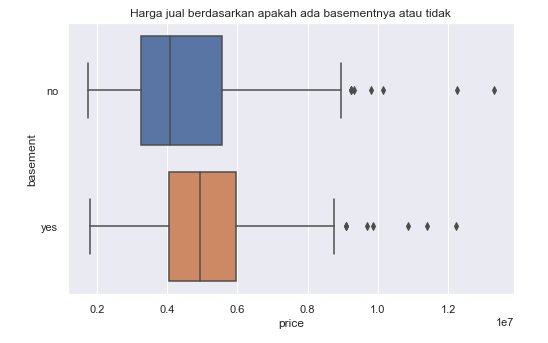 Harga jual berdasarkan apakah ada basementnya atau tidak
no
basement
yes
0.2 0.4 0.6 0.8 1.0 1.2
1e7
price